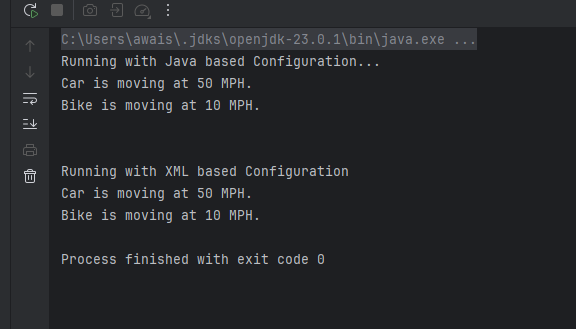 C:\Users\awais\.jdks\openjdk-23.0.1\bin\java.exe ...
Running with Java based Configuration...
Car is moving at 50 MPH.
Bike is moving at 10 MPH.
Running with XML based Configuration
Car is moving at 50 MPH.
Bike is moving at 10 MPH.
Process finished with exit code 0